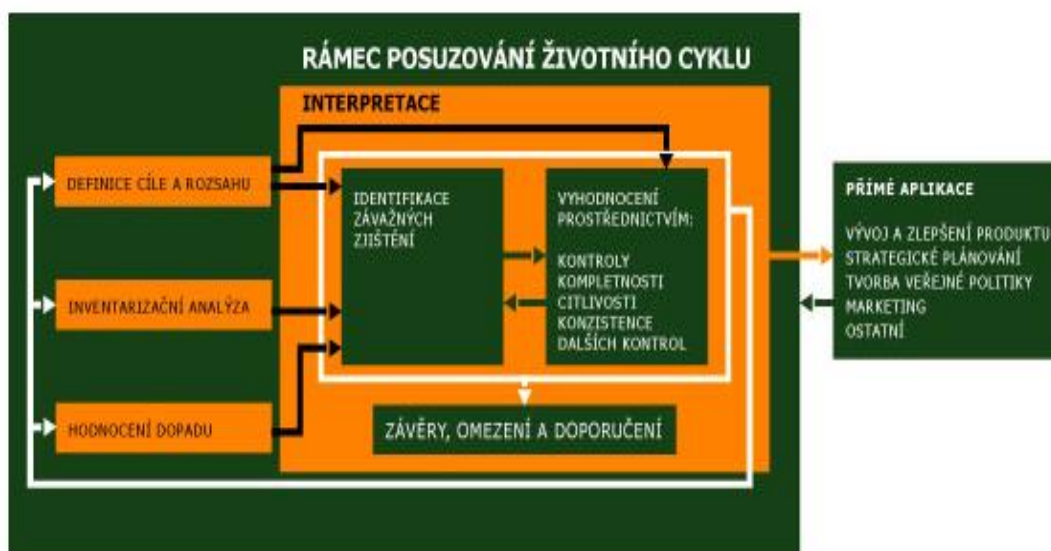 RÁMEC POSUZOVÁNÍ ŽIVOTNÍHO CYKLU
INTERPRETACE
DEFINICE CÍLE A ROZSAHU
INVENTARIZAČNÍ ANALÝZA
HODNOCENÍ DOPADU
IDENTIFIKACE
ZÁVAŽNÝCH
ZJIŠTĚNÍ
VYHODNOCENÍ
PROSTŘEDNICTVÍM:
KONTROLY
KOMPLETNOSTI
CITLIVOSTI
KONZISTENCE
DALŠÍCH KONTROL
ZÁVĚRY, OMEZENÍ A DOPORUČENÍ
PŘÍMÉ APLIKACE
VÝVOJ A ZLEPŠENÍ PRODUKTU
STRATEGICKÉ PLÁNOVÁNÍ
TVORBA VEŘEJNÉ POLITIKY
MARKETING
OSTATNÍ